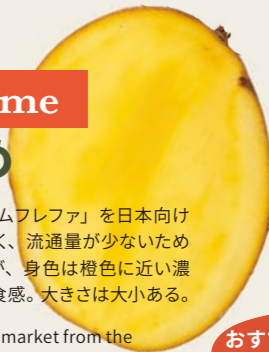 me
ムフレファ」を日本向け
く、流通量が少ないため
が、身色は橙色に近い濃
食感。大きさは大小ある。
market from the
おす